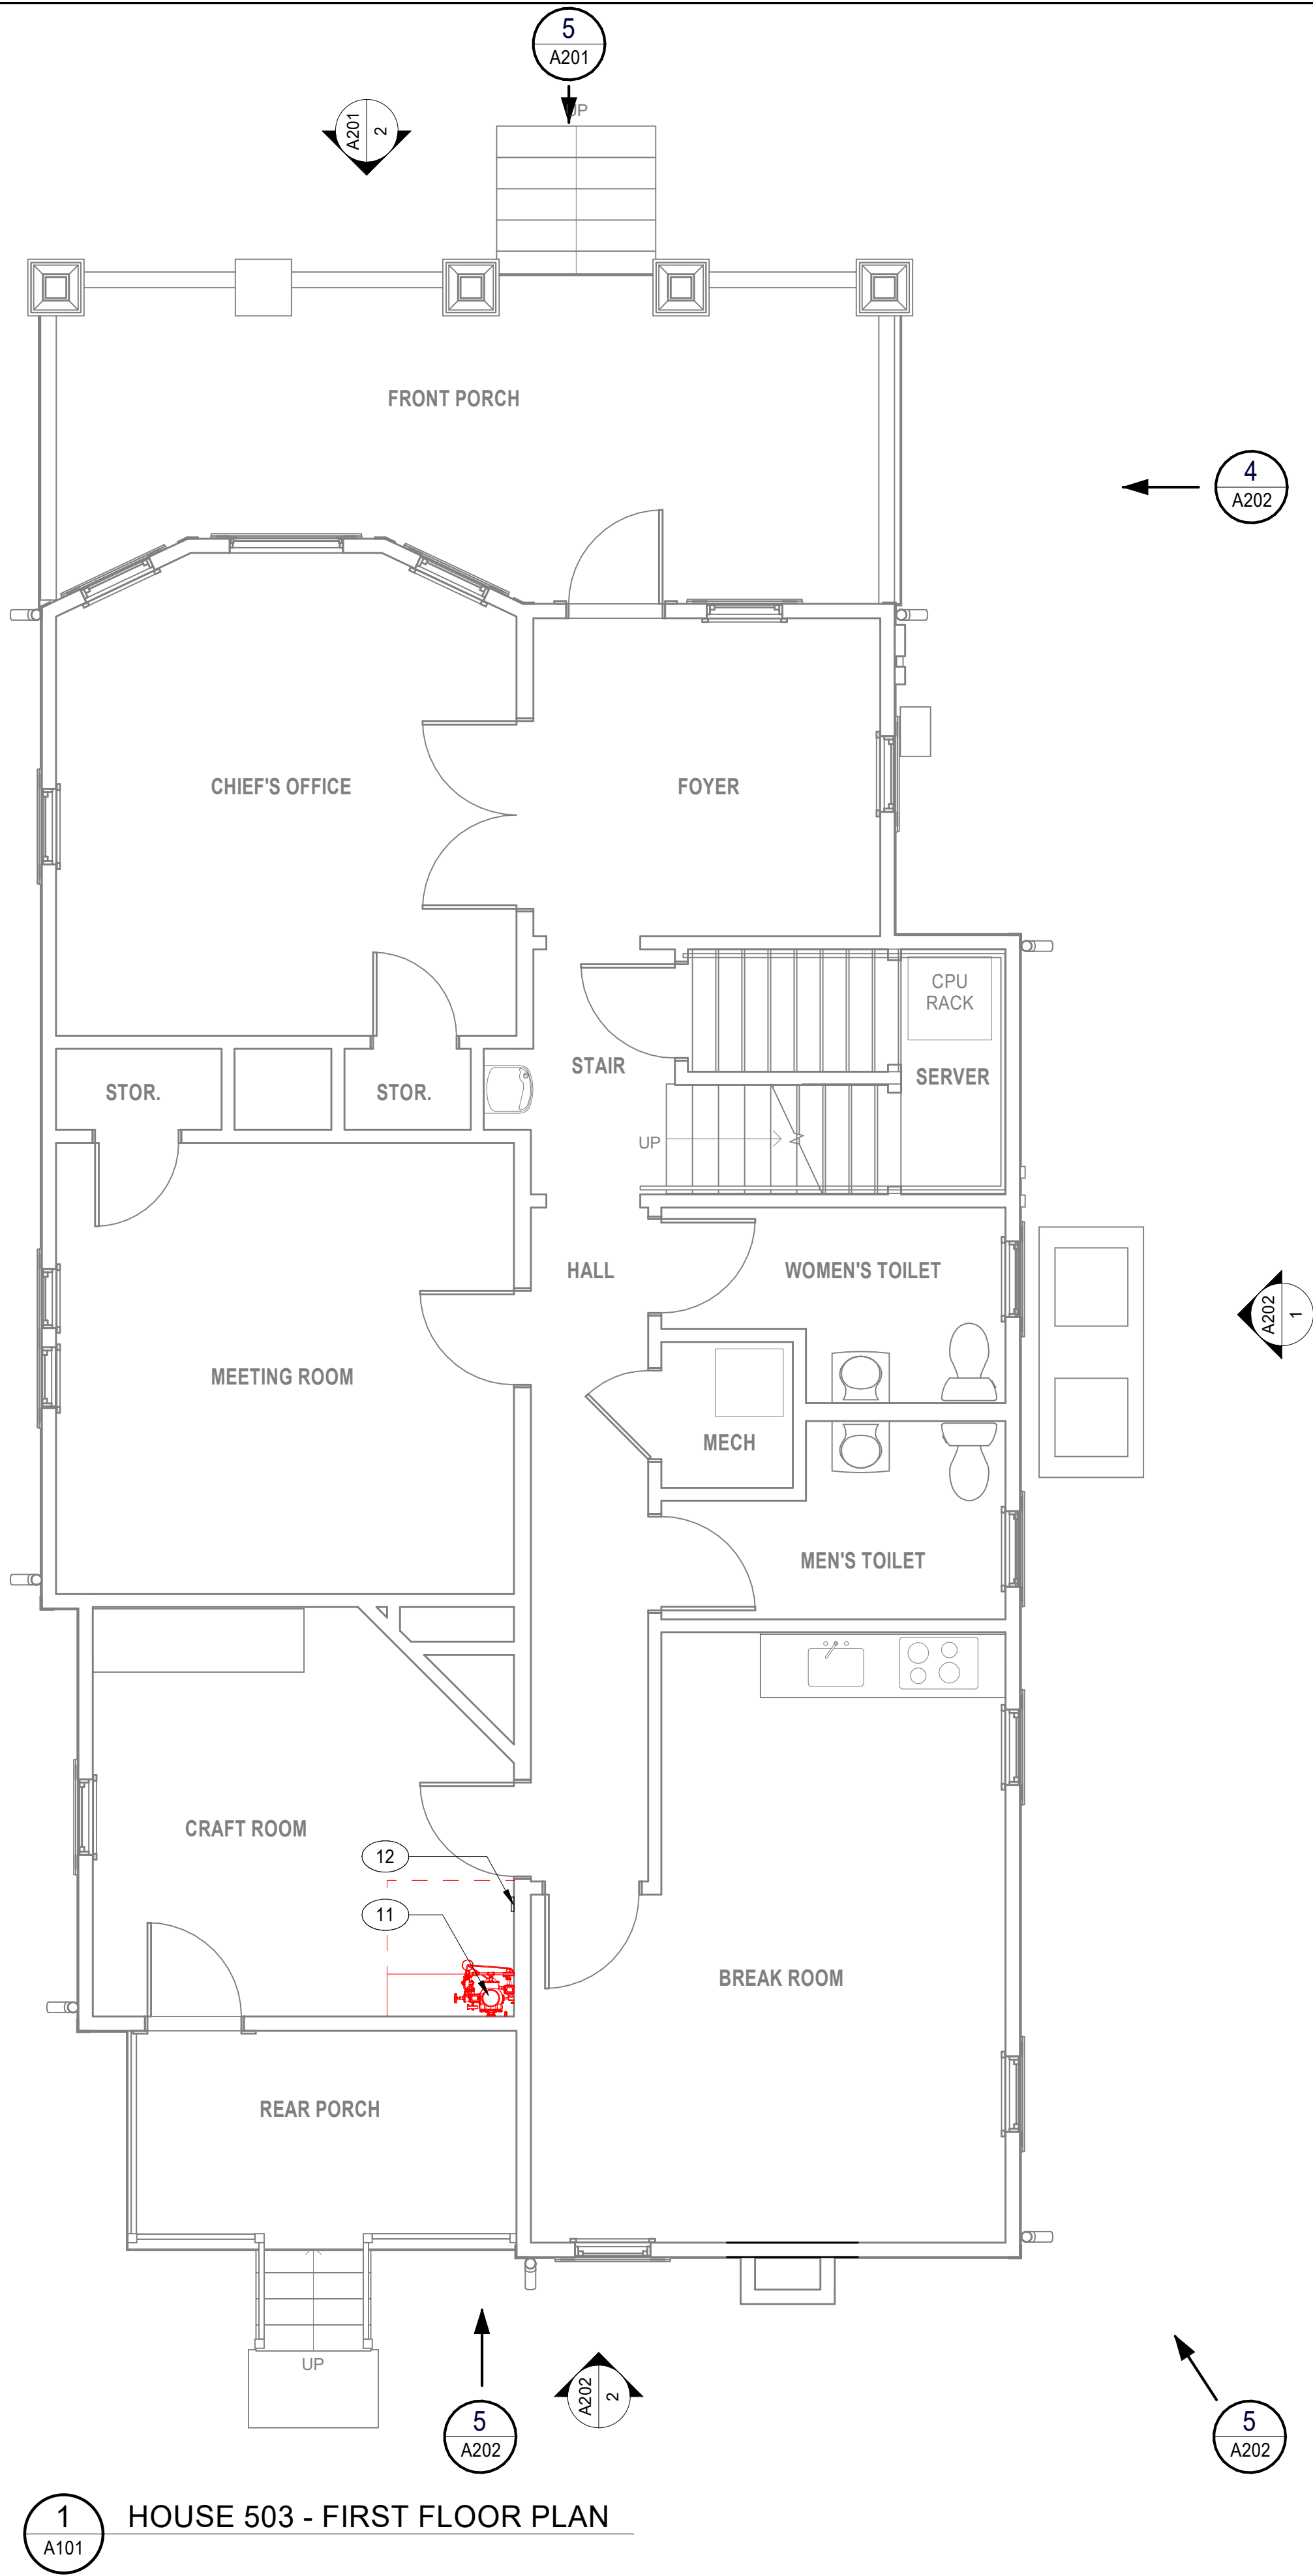 5
A201
UP
A201
2
FRONT PORCH
4
A202
CHIEF'S OFFICE
FOYER
CPU
RACK
STAIR
SERVER
STOR.
STOR.
UP
HALL
WOMEN'S TOILET
A202
1
MEETING ROOM
MECH
MEN'S TOILET
CRAFT ROOM
12
11
BREAK ROOM
REAR PORCH
UP
A202
2
5
A202
5
A202
1
A101
HOUSE 503 - FIRST FLOOR PLAN